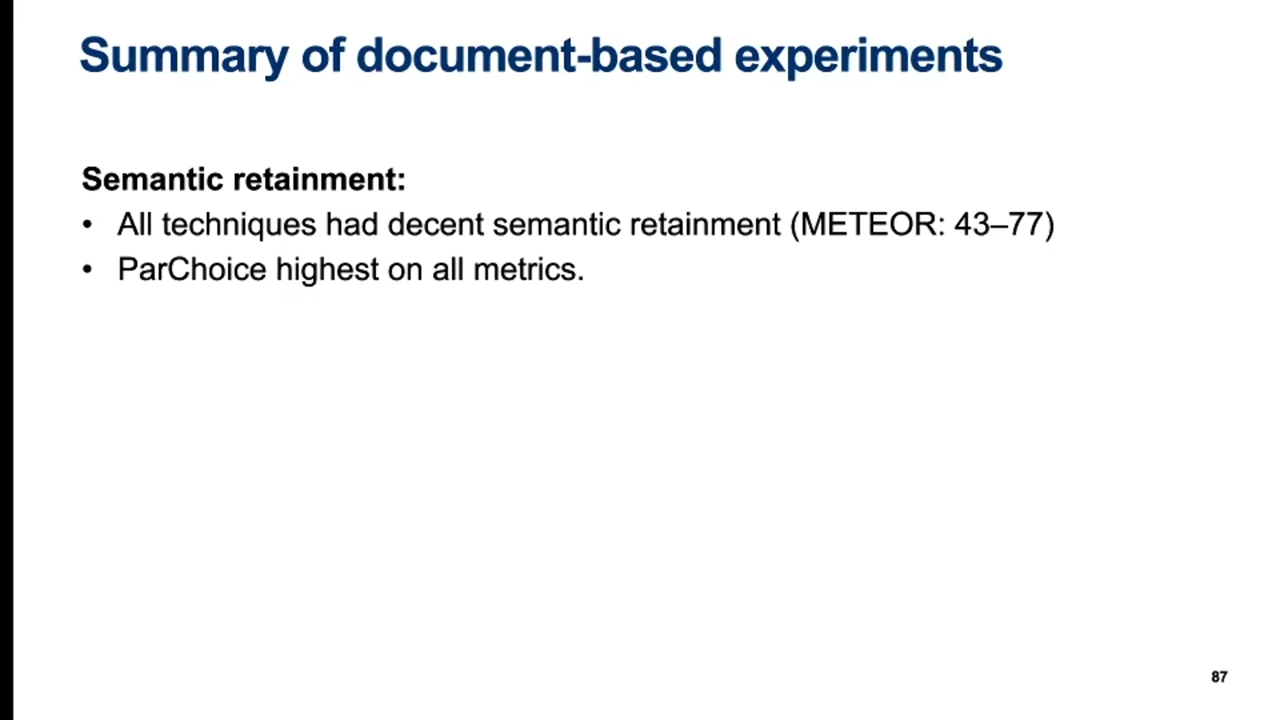 Summary of document-based experiments
Semantic retainment:
• All techniques had decent semantic retainment (METEOR: 43–77)
• ParChoice highest on all metrics.
87